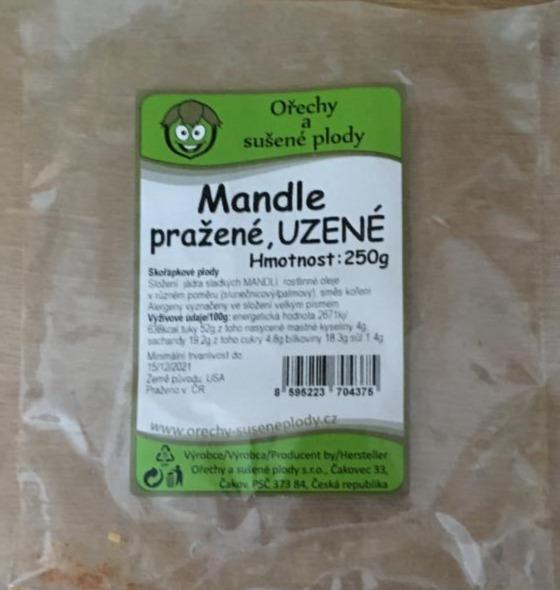 Ořechy
a
sušené plody
Mandle
pražené, UZENÉ
Hmotnost: 250g
Skořápkové plody
Složení: jádra sladkých MANDLÍ, rostlinné oleje
v různém poměru (slunečnicový/palmový), směs koření
Alergeny vyznačeny ve složení velkým písmem
Výživové údaje/100g: energetická hodnota 2671kj/
638kcal tuky 52g z toho nasycené mastné kyseliny 4g,
sacharidy 19.2g z toho cukry 4.8g bílkoviny 18.3g sůl 1.4g
Minimální trvanlivost do
15/12/2021
Země původu: USA
Praženo v: ČR
8 595223 704376
www.orechy-suseneplody.cz
Výrobce/Výrobca/Producent by/Hersteller
Ořechy a sušené plody s.r.o., Čakovec 33,
Čakov, PSČ 373 84, Česká republika